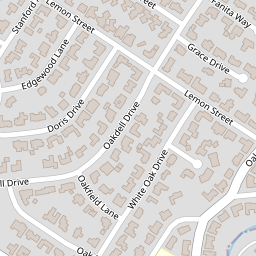 Stanford
Lemon Street
Panita Way
Grace Drive
Edgewood Lane
Lemon Street
Doris Drive
Oakdell Drive
White Oak Drive
ll Drive
Oakfield Lane
Oak
Oakd